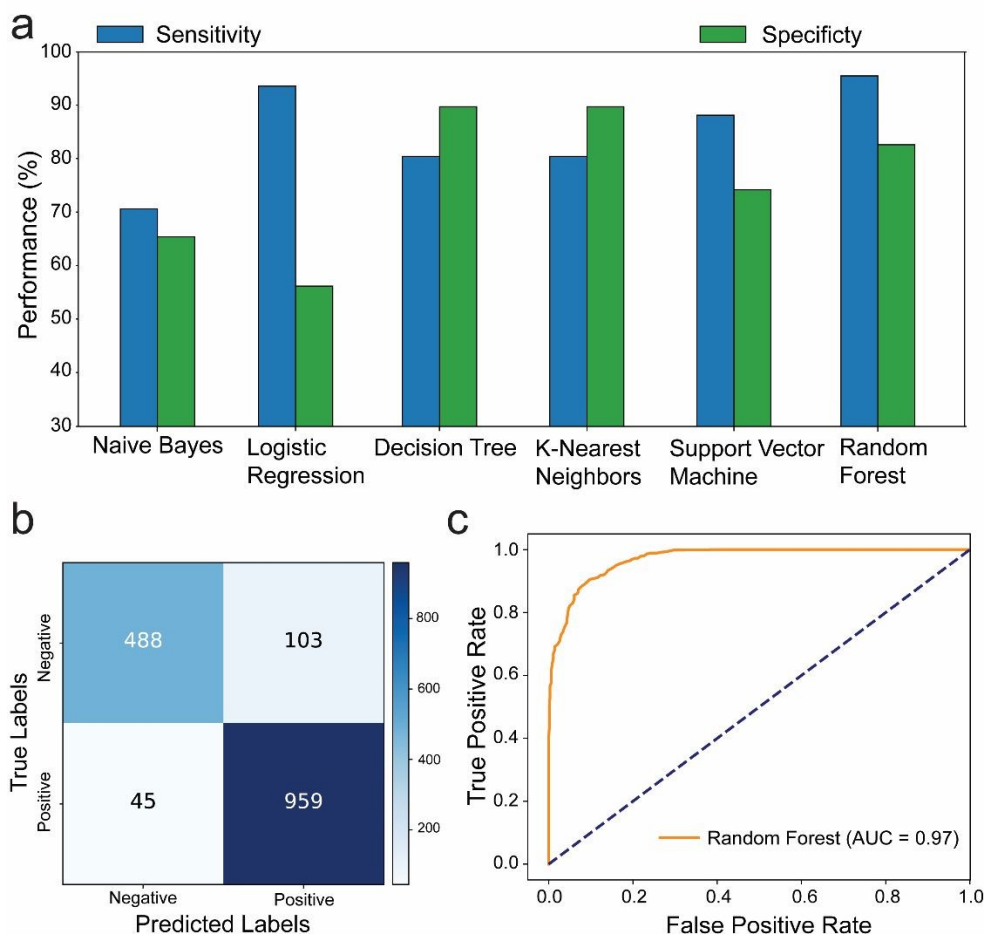 a
Sensitivity
Specificty
Performance (%)
100
90
80
70
60
50
40
30
Naive Bayes
Logistic
Regression
Decision Tree
K-Nearest
Neighbors
Support Vector
Machine
Random
Forest
b
True Labels
Negative
Positive
488
103
45
959
Negative
Positive
Predicted Labels
800
600
400
200
c
True Positive Rate
1.0
0.8
0.6
0.4
0.2
0.0
Random Forest (AUC = 0.97)
0.0
0.2
0.4
0.6
0.8
1.0
False Positive Rate